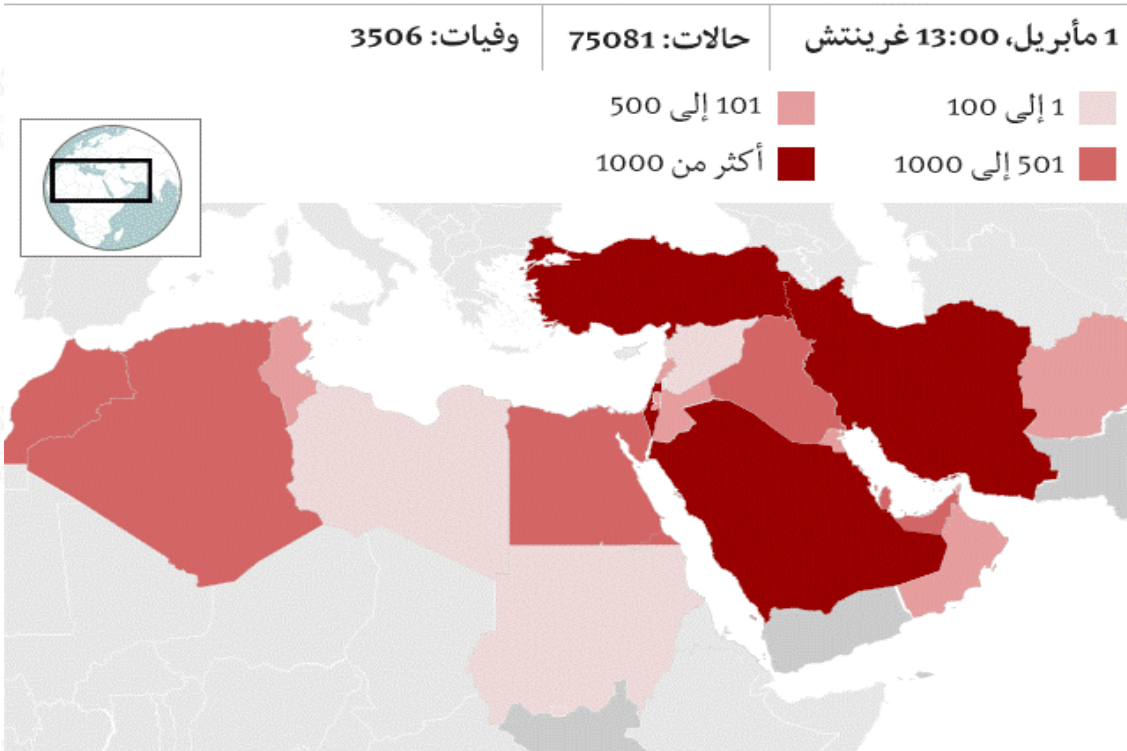 1 مأبريل، 13:00 غرينتش
حالات: 75081
وفيات: 3506
1 إلى 100
101 إلى 500
501 إلى 1000
أكثر من 1000